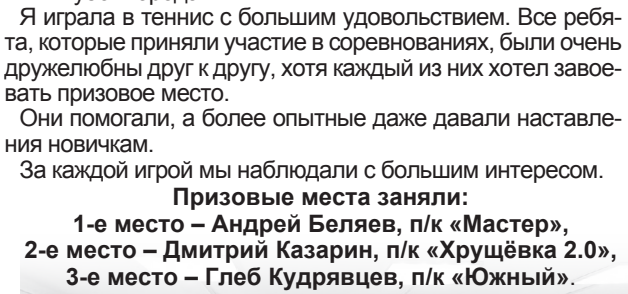 Я играла в теннис с большим удовольствием. Все ребя-
та, которые приняли участие в соревнованиях, были очень
дружелюбны друг к другу, хотя каждый из них хотел завое-
вать призовое место.
Они помогали, а более опытные даже давали наставле-
ния новичкам.
За каждой игрой мы наблюдали с большим интересом.
Призовые места заняли:
1-е место – Андрей Беляев, п/к «Мастер»,
2-е место – Дмитрий Казарин, п/к «Хрущёвка 2.0»,
3-е место – Глеб Кудрявцев, п/к «Южный».